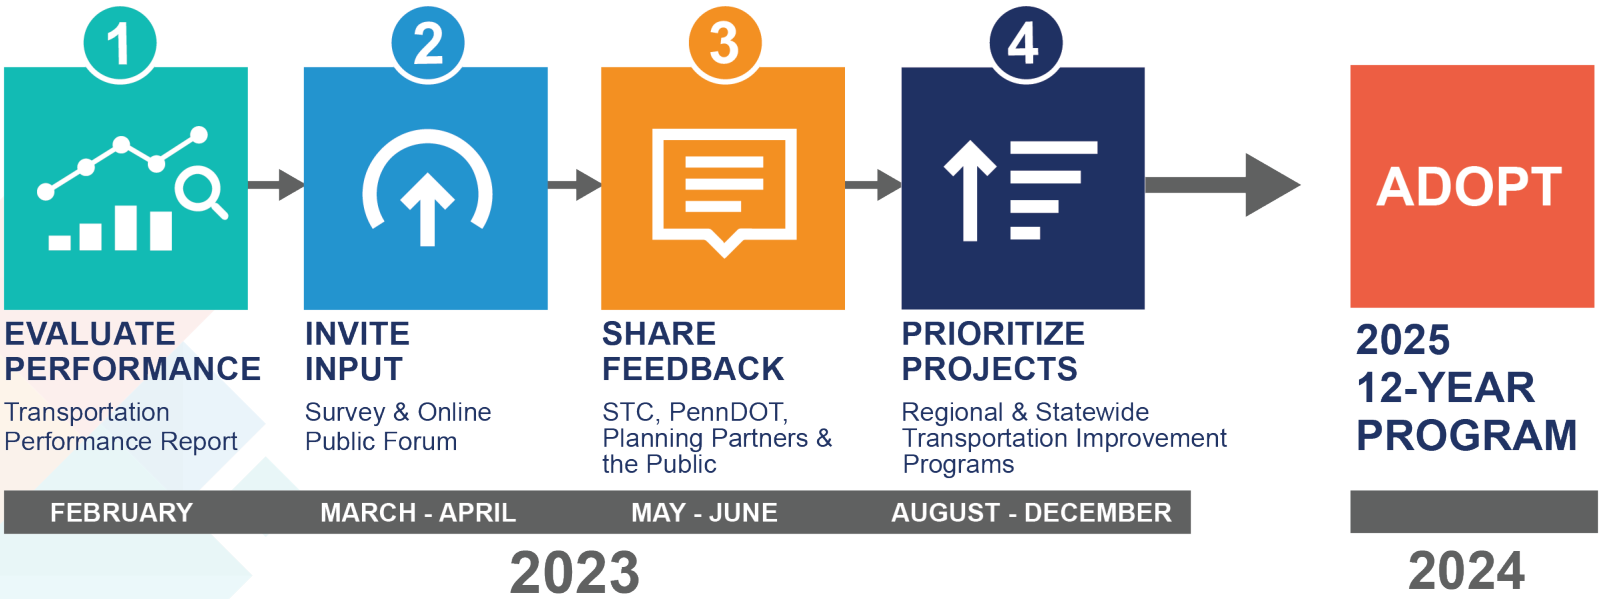 1
EVALUATE
PERFORMANCE
Transportation
Performance Report
FEBRUARY
2
INVITE
INPUT
Survey & Online
Public Forum
MARCH - APRIL
3
SHARE
FEEDBACK
STC, PennDOT,
Planning Partners &
the Public
MAY - JUNE
4
PRIORITIZE
PROJECTS
Regional & Statewide
Transportation Improvement
Programs
AUGUST - DECEMBER
2023
ADOPT
2025
12-YEAR
PROGRAM
2024